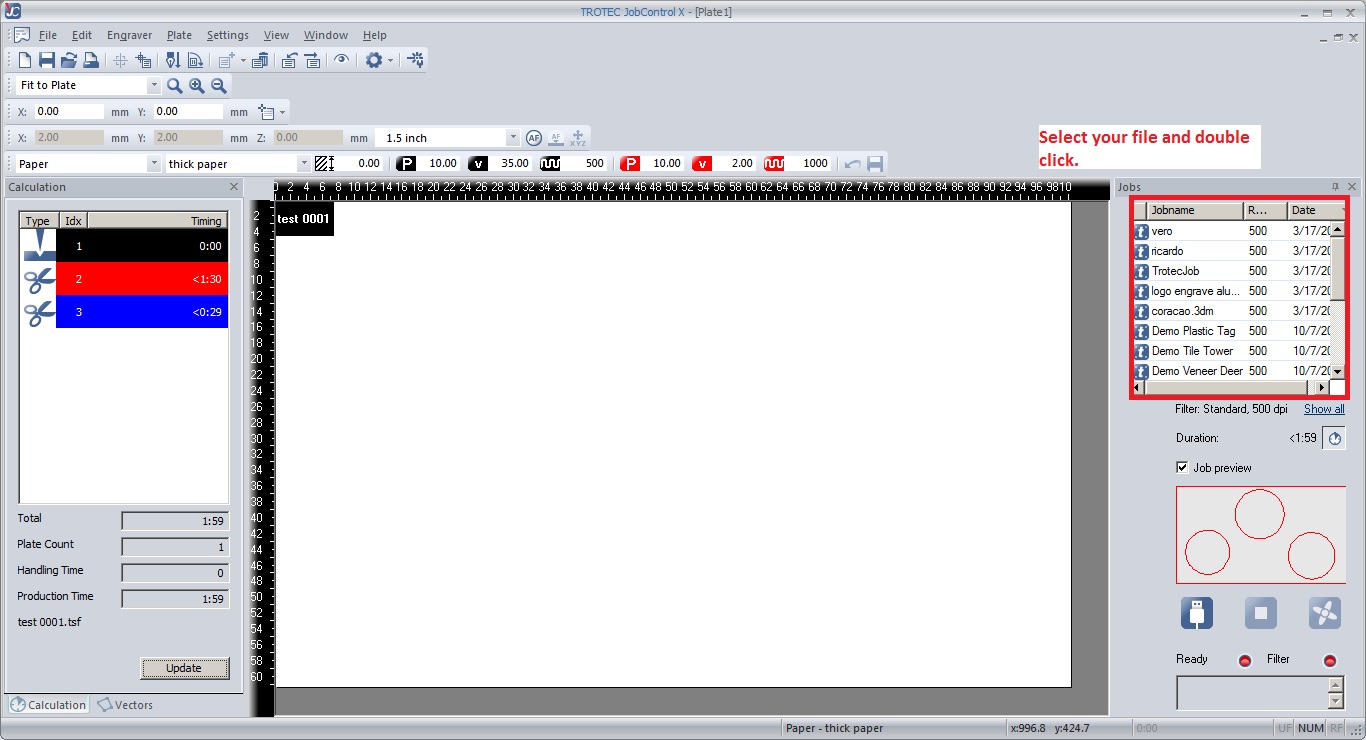 TROTEC JobControl X - [Plate1]
File Edit Engraver Plate Settings View Window Help
Fit to Plate
X: 0.00 mm Y: 0.00 mm
X: 2.00 mm Y: 2.00 mm Z: 0.00 mm 1.5 inch AF AF XYZ
Select your file and double
click.
Paper thick paper 0.00 P 10.00 v 35.00 500 P 10.00 v 2.00 1000
Calculation
Type Idx Timing
1 0:00
2 <1:30
3 <0:29
Total 1:59
Plate Count 1
Handling Time 0
Production Time 1:59
test 0001.tsf
Update
Calculation Vectors
0 2 4 6 8 10 12 14 16 18 20 22 24 26 28 30 32 34 36 38 40 42 44 46 48 50 52 54 56 58 60 62 64 66 68 70 72 74 76 78 80 82 84 86 88 90 92 94 96 98 10
2
4
6
8
10
12
14
16
18
20
22
24
26
28
30
32
34
36
38
40
42
44
46
48
50
52
54
56
58
60
test 0001
Jobs
Jobname R... Date
vero 500 3/17/20
ricardo 500 3/17/20
TrotecJob 500 3/17/20
logo engrave alu... 500 3/17/20
coracao.3dm 500 3/17/20
Demo Plastic Tag 500 10/7/20
Demo Tile Tower 500 10/7/20
Demo Veneer Deer 500 10/7/20
Filter: Standard, 500 dpi Show all
Duration: <1:59
Job preview
Ready Filter
Paper - thick paper x:996.8 y:424.7 0:00 UF NUM RF